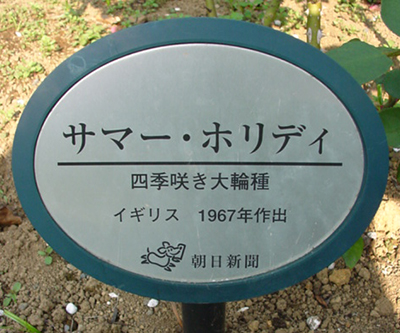 サマー・ホリディ
四季咲き大輪種
イギリス　1967年作出
朝日新聞